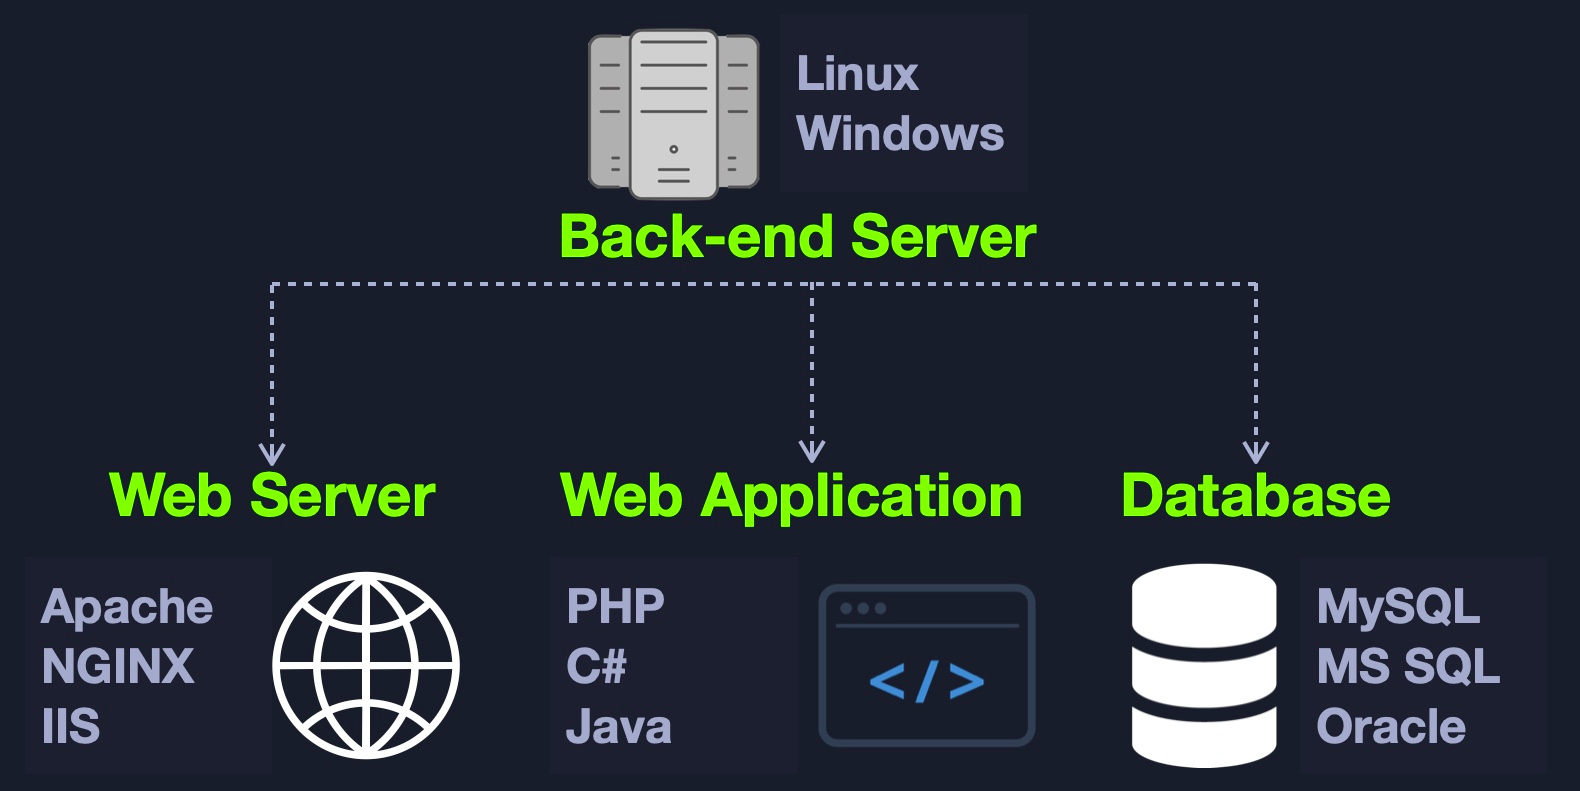 Linux
Windows
Back-end Server
Web Server
Web Application
Database
Apache
NGINX
IIS
PHP
C#
Java
</>
MySQL
MS SQL
Oracle